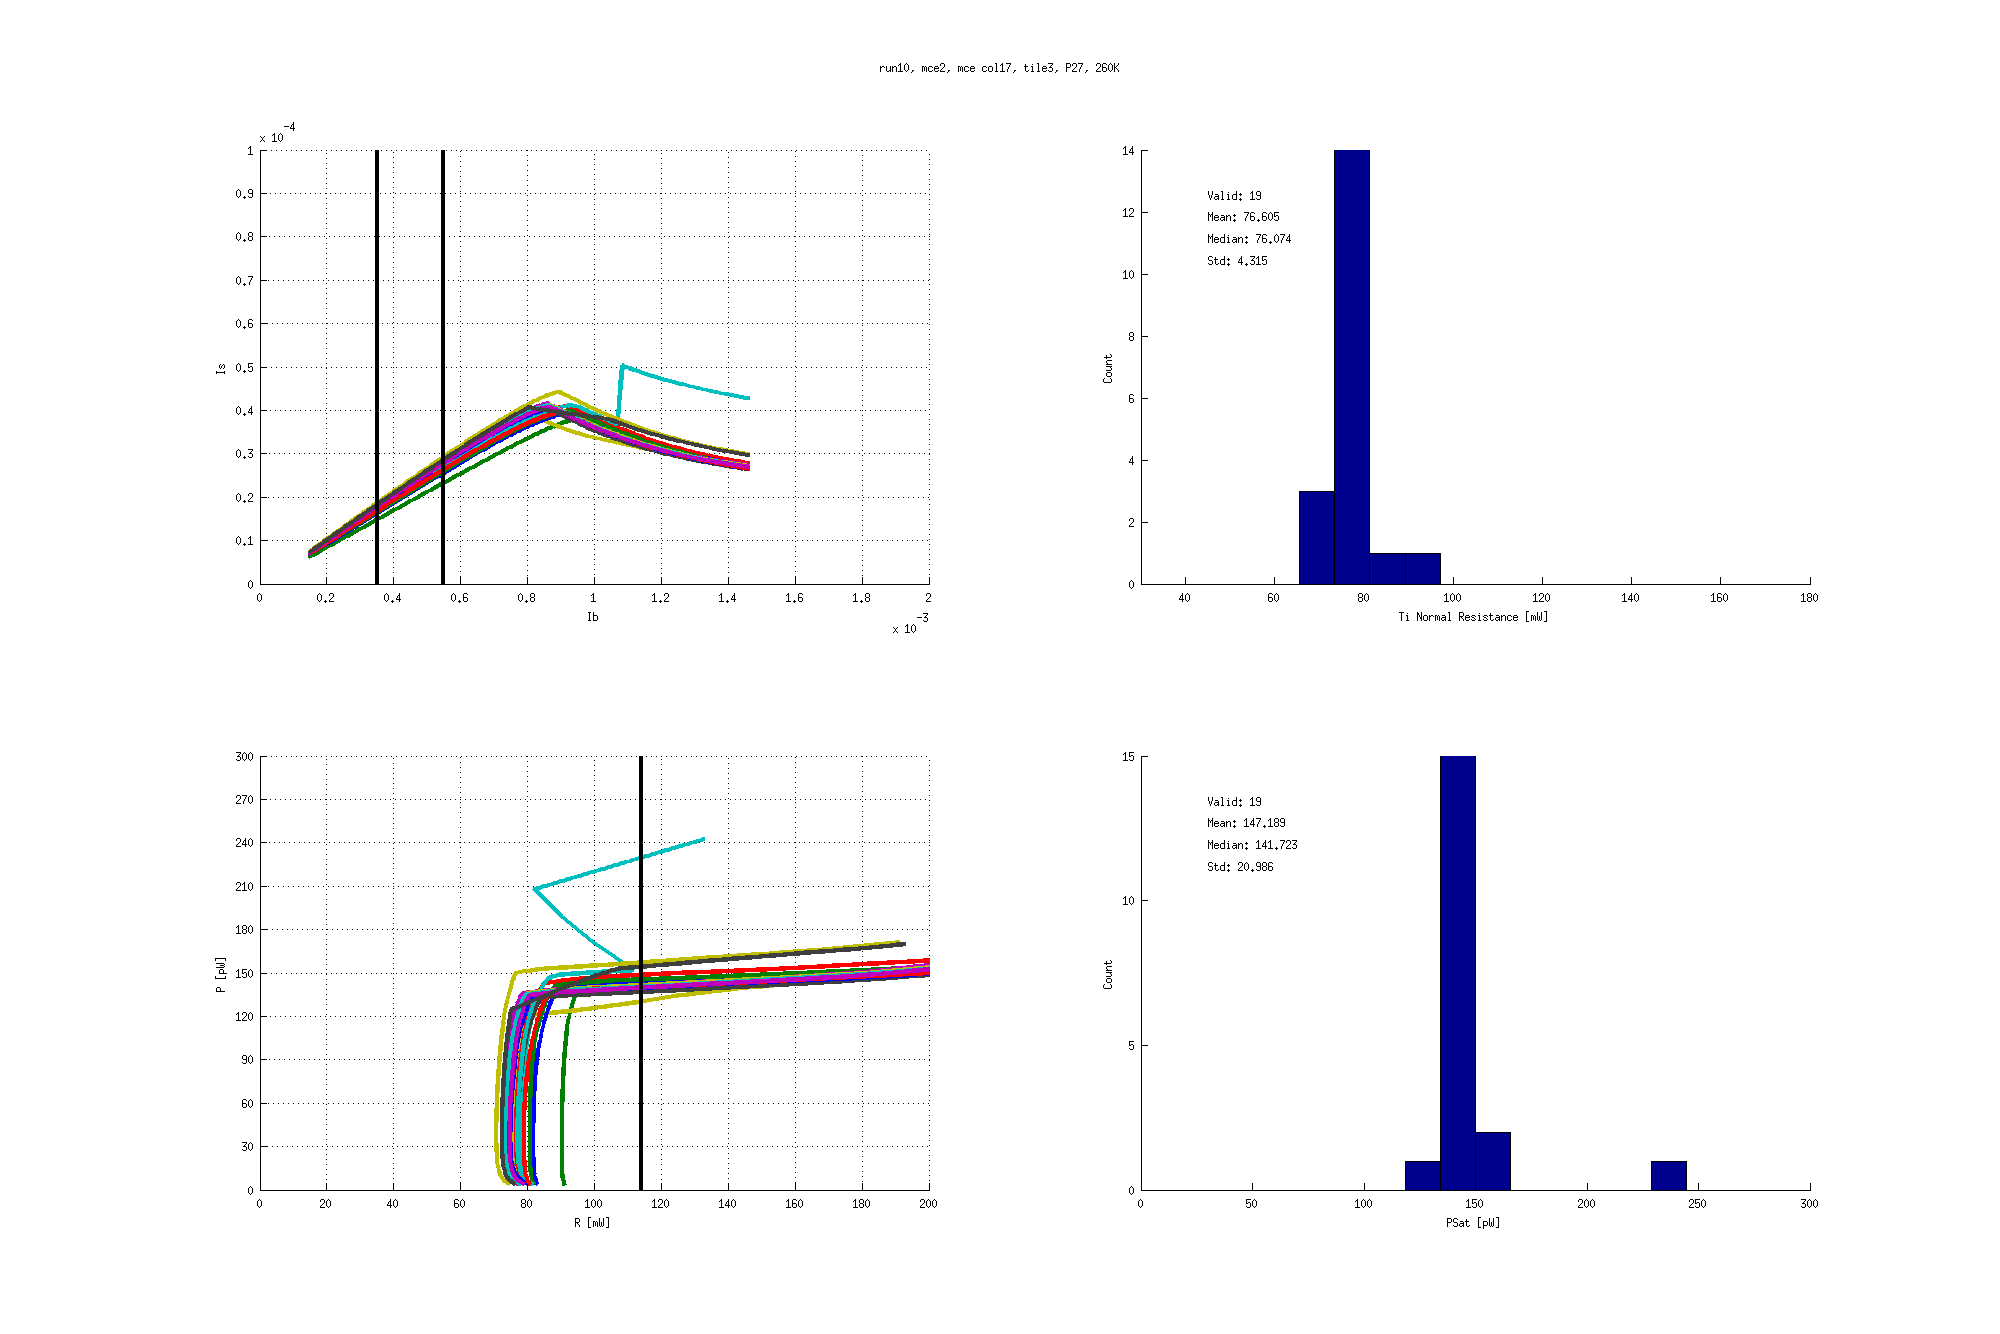 run10, mce2, mce col17, tile3, P27, 260K
x 10
-4
1
0.9
0.8
0.7
0.6
0.5
0.4
0.3
0.2
0.1
0
Is
0 0.2 0.4 0.6 0.8 1 1.2 1.4 1.6 1.8 2
Ib
x 10
-3
14
12
10
8
6
4
2
0
Count
Valid: 19
Mean: 76.605
Median: 76.074
Std: 4.315
40 60 80 100 120 140 160 180
Ti Normal Resistance [mW]
300
270
240
210
180
150
120
90
60
30
0
P [pW]
0 20 40 60 80 100 120 140 160 180 200
R [mW]
15
10
5
0
Count
Valid: 19
Mean: 147.189
Median: 141.723
Std: 20.986
0 50 100 150 200 250 300
PSat [pW]